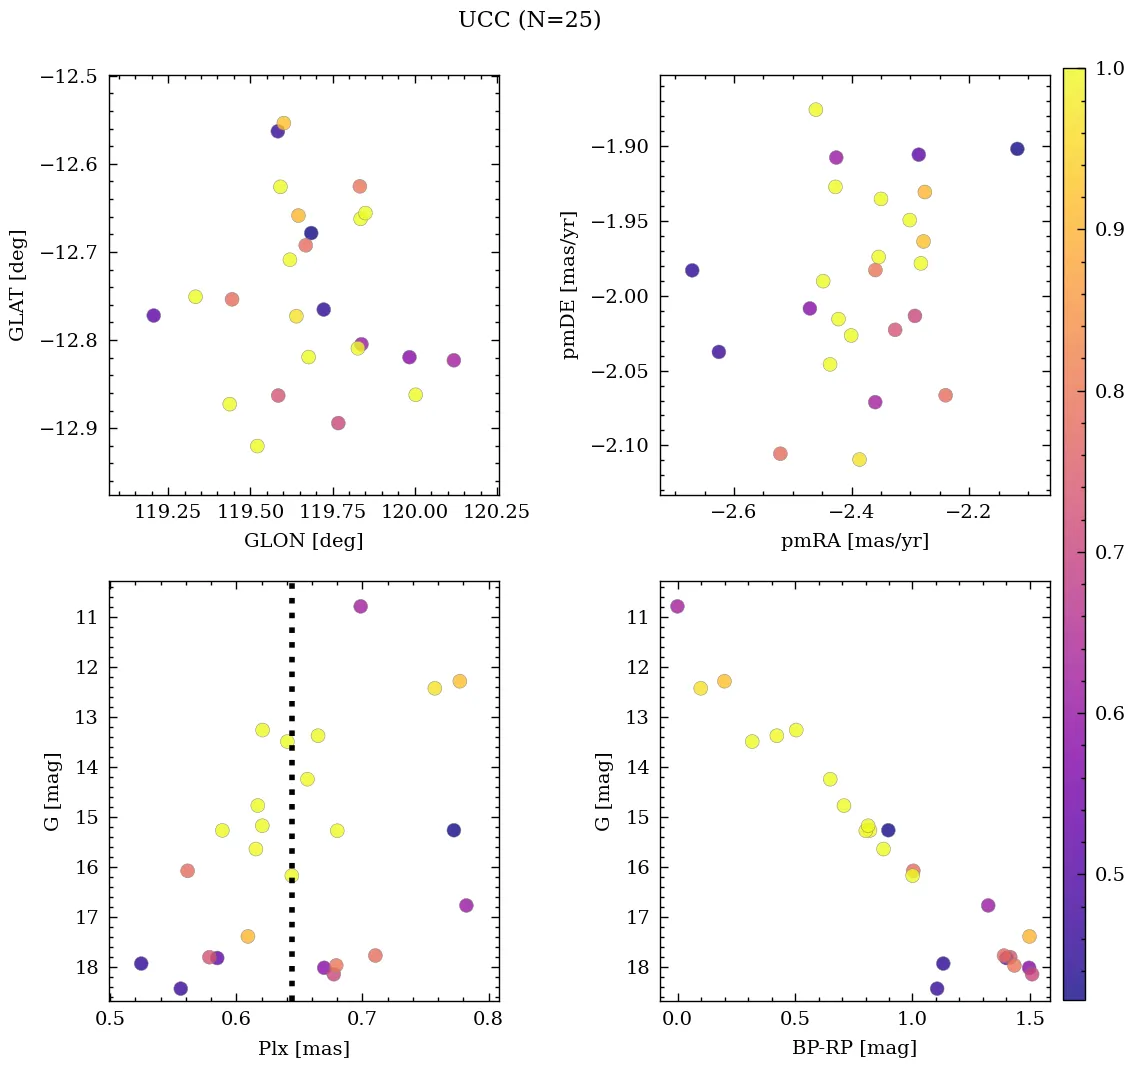 UCC (N=25)
−12.5
−12.6
−12.7
−12.8
−12.9
GLAT [deg]
119.25 119.50 119.75 120.00 120.25
GLON [deg]
−1.90
−1.95
−2.00
−2.05
−2.10
pmDE [mas/yr]
−2.6 −2.4 −2.2
pmRA [mas/yr]
11
12
13
14
15
16
17
18
G [mag]
0.5 0.6 0.7 0.8
Plx [mas]
11
12
13
14
15
16
17
18
G [mag]
0.0 0.5 1.0 1.5
BP-RP [mag]
1.0
0.9
0.8
0.7
0.6
0.5